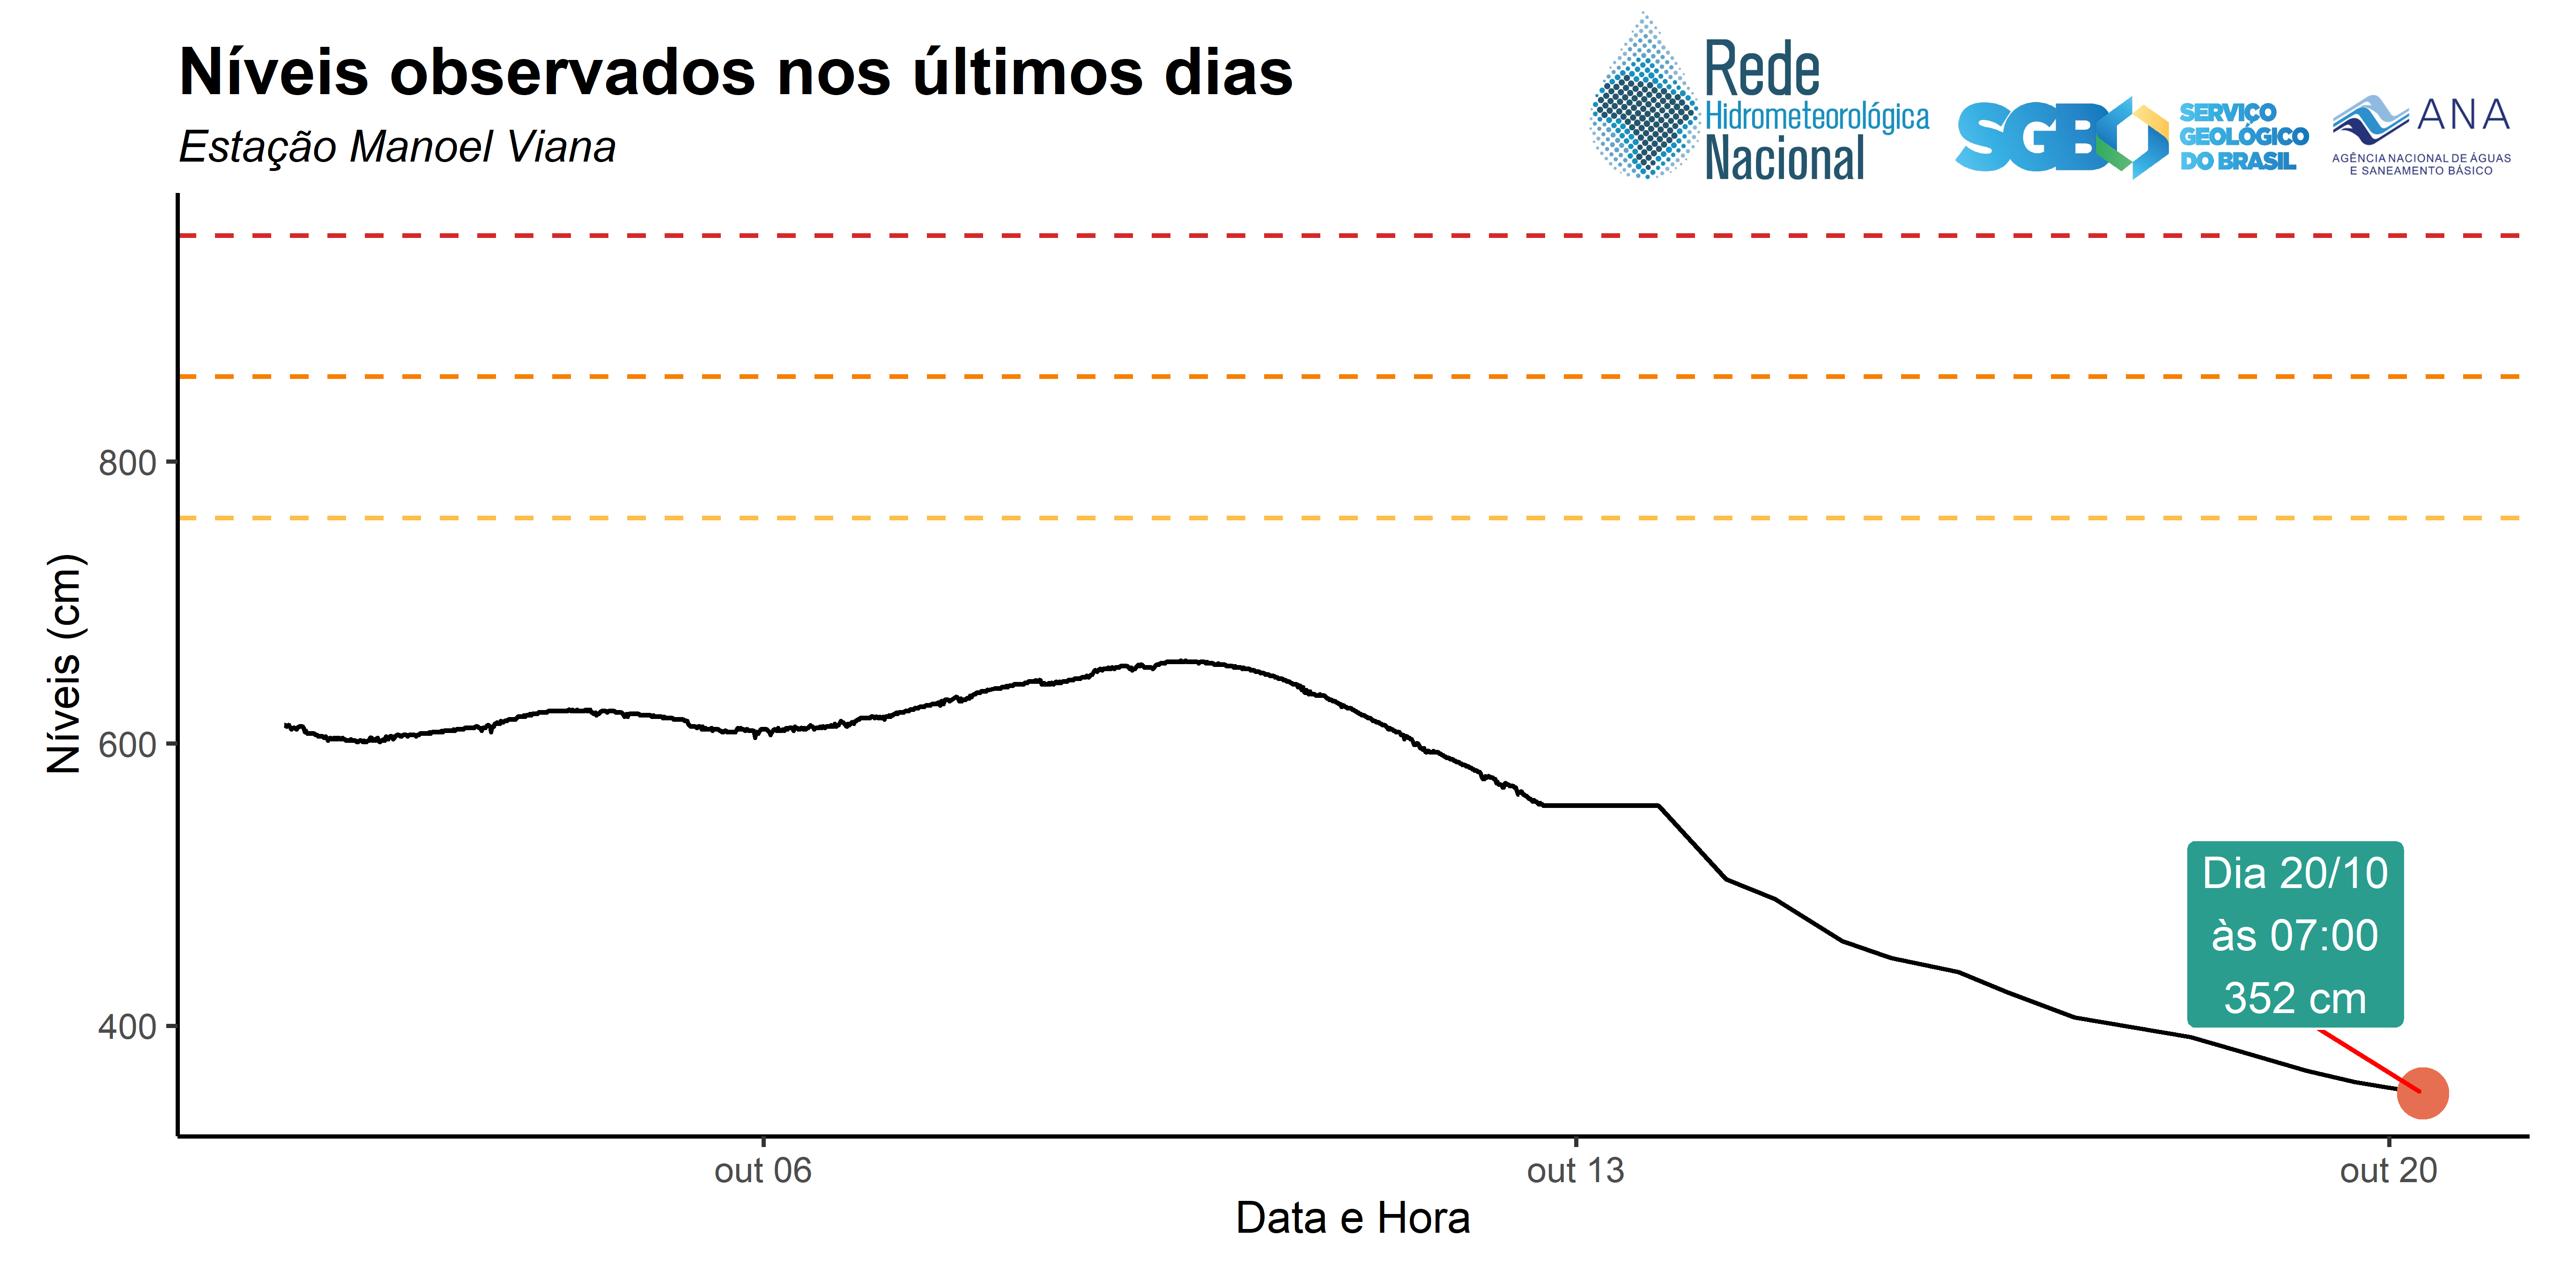 Níveis observados nos últimos dias
Estação Manoel Viana
Rede
Hidrometeorológica
Nacional
SGB
SERVIÇO
GEOLÓGICO
DO BRASIL
ANA
AGÊNCIA NACIONAL DE ÁGUAS
E SANEAMENTO BÁSICO
Níveis (cm)
800
600
400
Dia 20/10
às 07:00
352 cm
out 06
out 13
out 20
Data e Hora